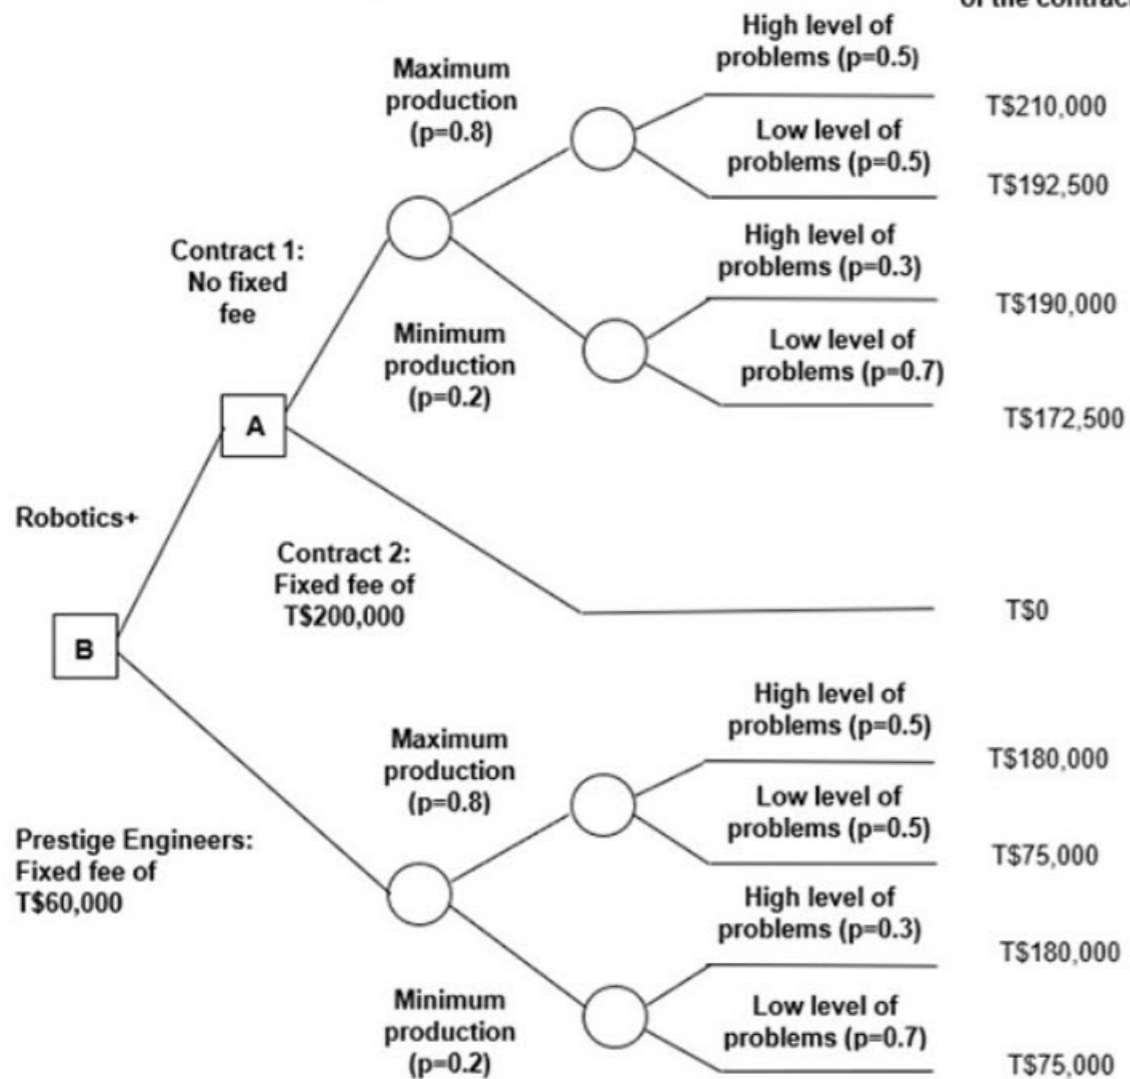 of the contract
High level of
problems (p=0.5)
Maximum
production
(p=0.8)
T$210,000
Low level of
problems (p=0.5)
T$192,500
High level of
problems (p=0.3)
Contract 1:
No fixed
fee
T$190,000
Minimum
production
(p=0.2)
Low level of
problems (p=0.7)
T$172,500
A
Robotics+
Contract 2:
Fixed fee of
T$200,000
T$0
B
High level of
problems (p=0.5)
Maximum
production
(p=0.8)
T$180,000
Low level of
problems (p=0.5)
Prestige Engineers:
Fixed fee of
T$60,000
T$75,000
High level of
problems (p=0.3)
T$180,000
Minimum
production
(p=0.2)
Low level of
problems (p=0.7)
T$75,000